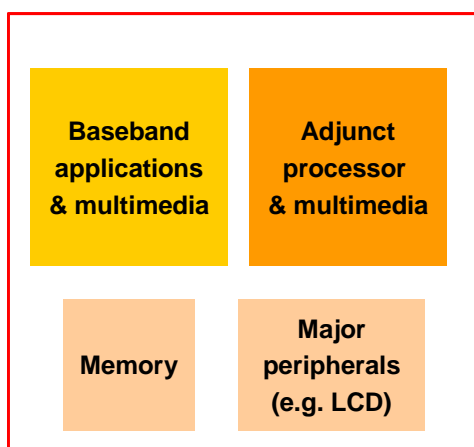 Baseband
applications
& multimedia
Adjunct
processor
& multimedia
Memory
Major
peripherals
(e.g. LCD)